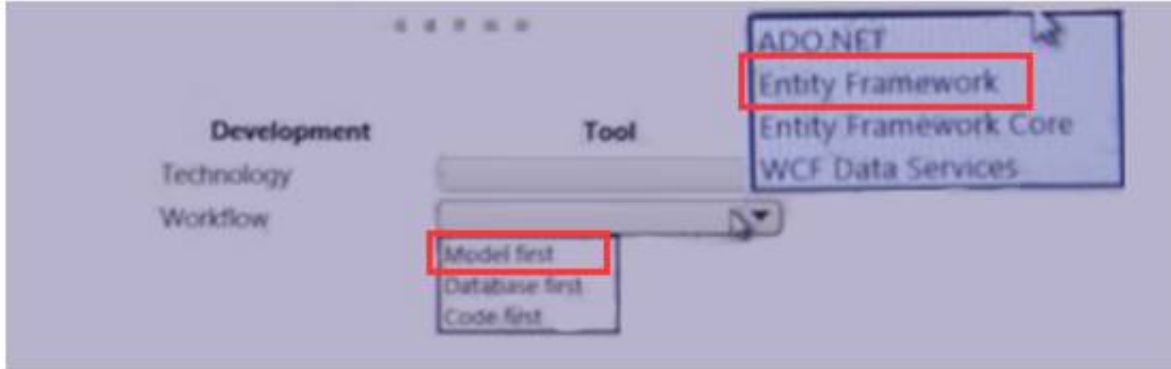 ADO.NET
Entity Framework
Entity Framework Core
WCF Data Services
Development Tool
Technology
Workflow
Model first
Database first
Code first